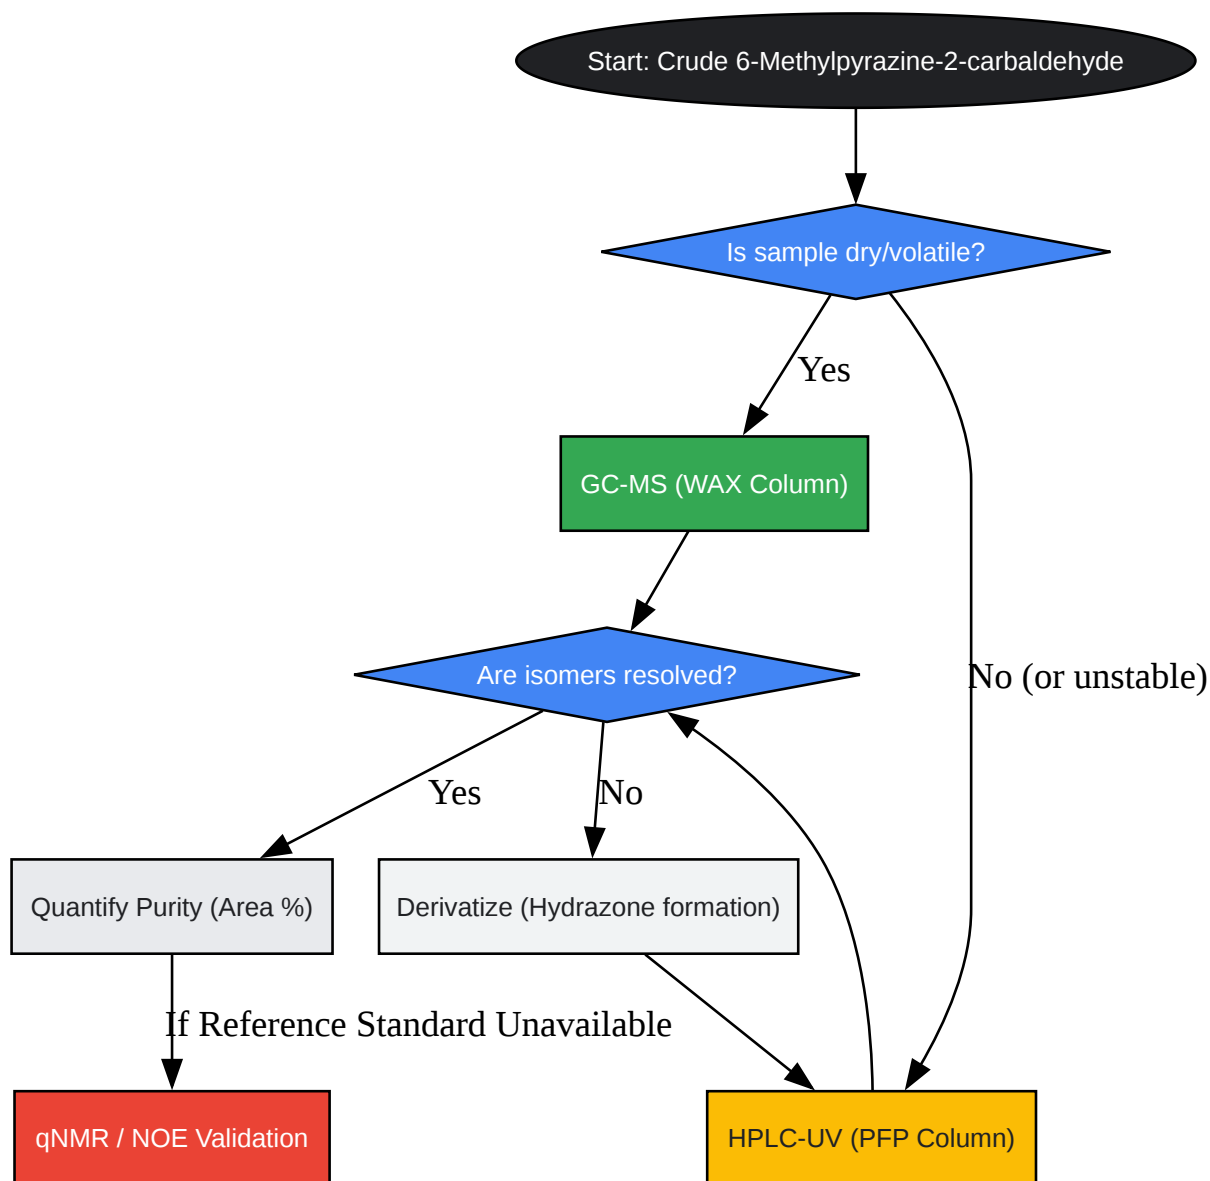 Start: Crude 6-Methylpyrazine-2-carbaldehyde
Is sample dry/volatile?
Yes
GC-MS (WAX Column)
Are isomers resolved?
No (or unstable)
Yes
No
Quantify Purity (Area %)
Derivatize (Hydrazone formation)
If Reference Standard Unavailable
qNMR / NOE Validation
HPLC-UV (PFP Column)